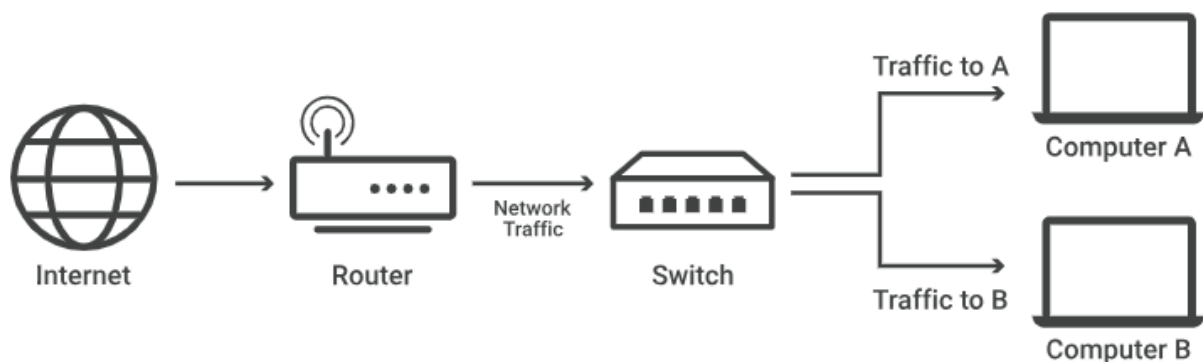 Internet
Router
Network
Traffic
Switch
Traffic to A
Computer A
Traffic to B
Computer B